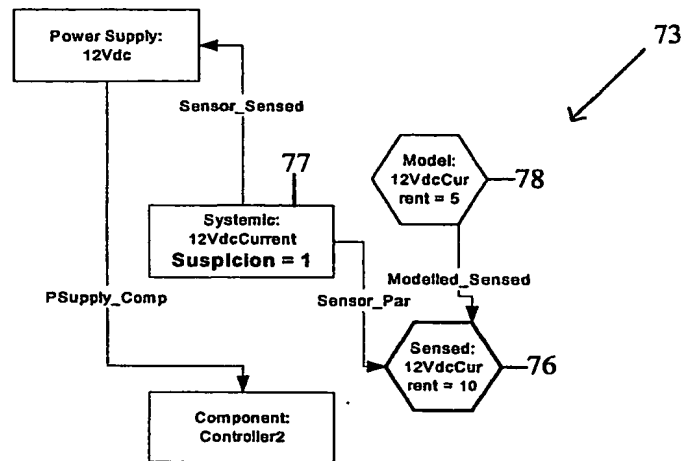 Power Supply:
12Vdc
73
Sensor_Sensed
77
Model:
12VdcCur
rent = 5
78
Systemic:
12VdcCurrent
Suspicion = 1
Modelled_Sensed
PSupply_Comp
Sensor_Par
Sensed:
12VdcCur
rent = 10
76
Component:
Controller2